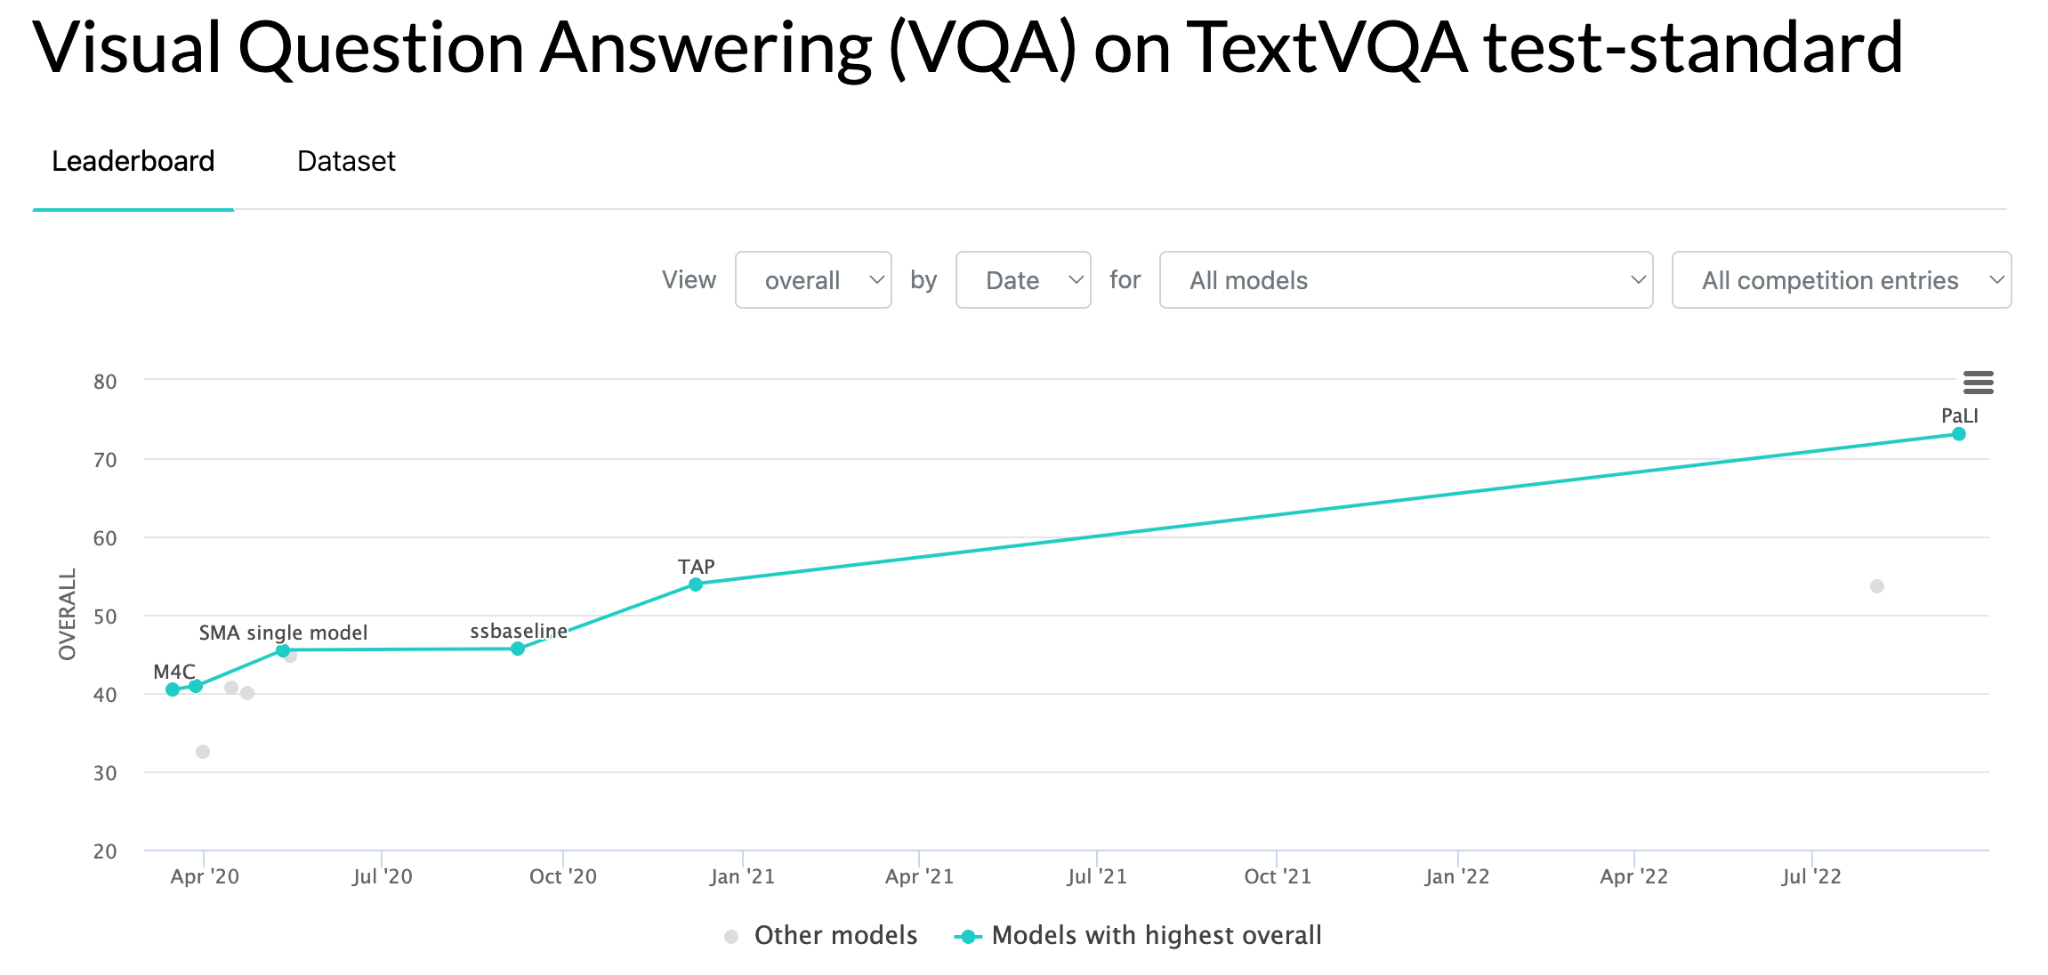 Visual Question Answering (VQA) on TextVQA test-standard
Leaderboard Dataset
View overall by Date for All models All competition entries
80
PaLI
70
60
TAP
50
SMA single model
ssbaseline
M4C
40
30
20
OVERALL
Apr '20 Jul '20 Oct '20 Jan '21 Apr '21 Jul '21 Oct '21 Jan '22 Apr '22 Jul '22
Other models Models with highest overall